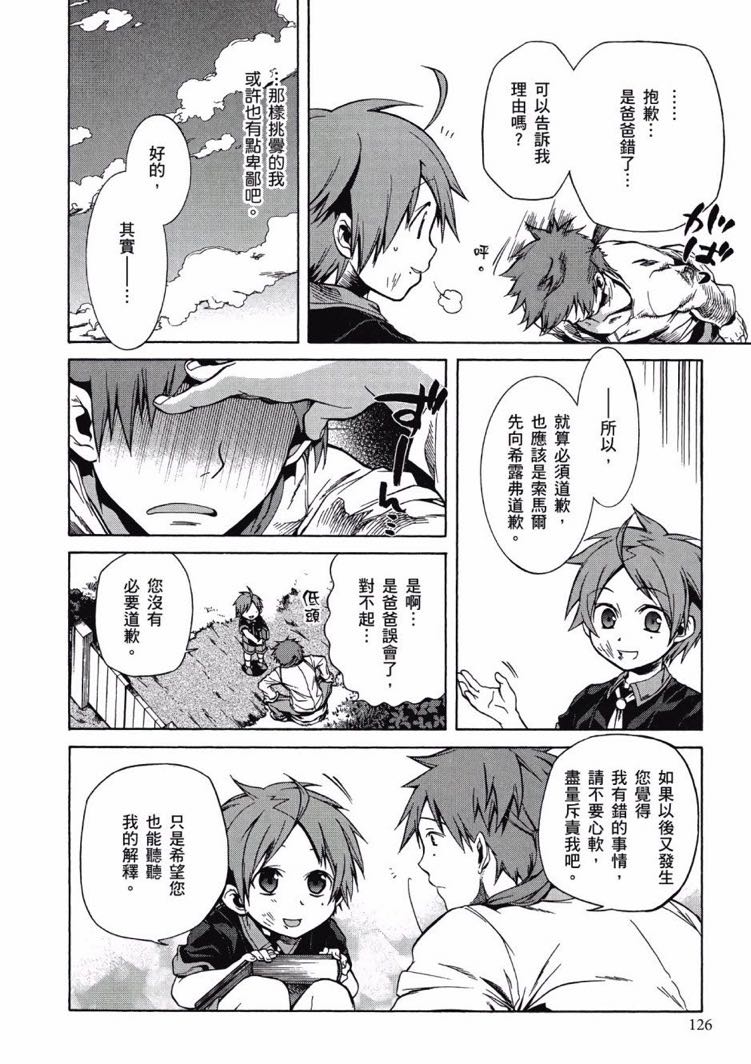 ……
抱歉…
是爸爸錯了…
可以告訴我
理由嗎？
ガバッ
呼。
…那樣挑釁的我
或許也有點卑鄙吧。
好的，
其實——…
——所以，
就算必須道歉，
也應該是索馬爾
先向希露弗道歉。
ずーん…
是啊…
是爸爸誤會了，
對不起…
低頭
您沒有
必要道歉。
如果以後又發生
您覺得
我有錯的事情，
請不要心軟，
盡量斥責我吧。
只是希望您
也能聽聽
我的解釋。
126